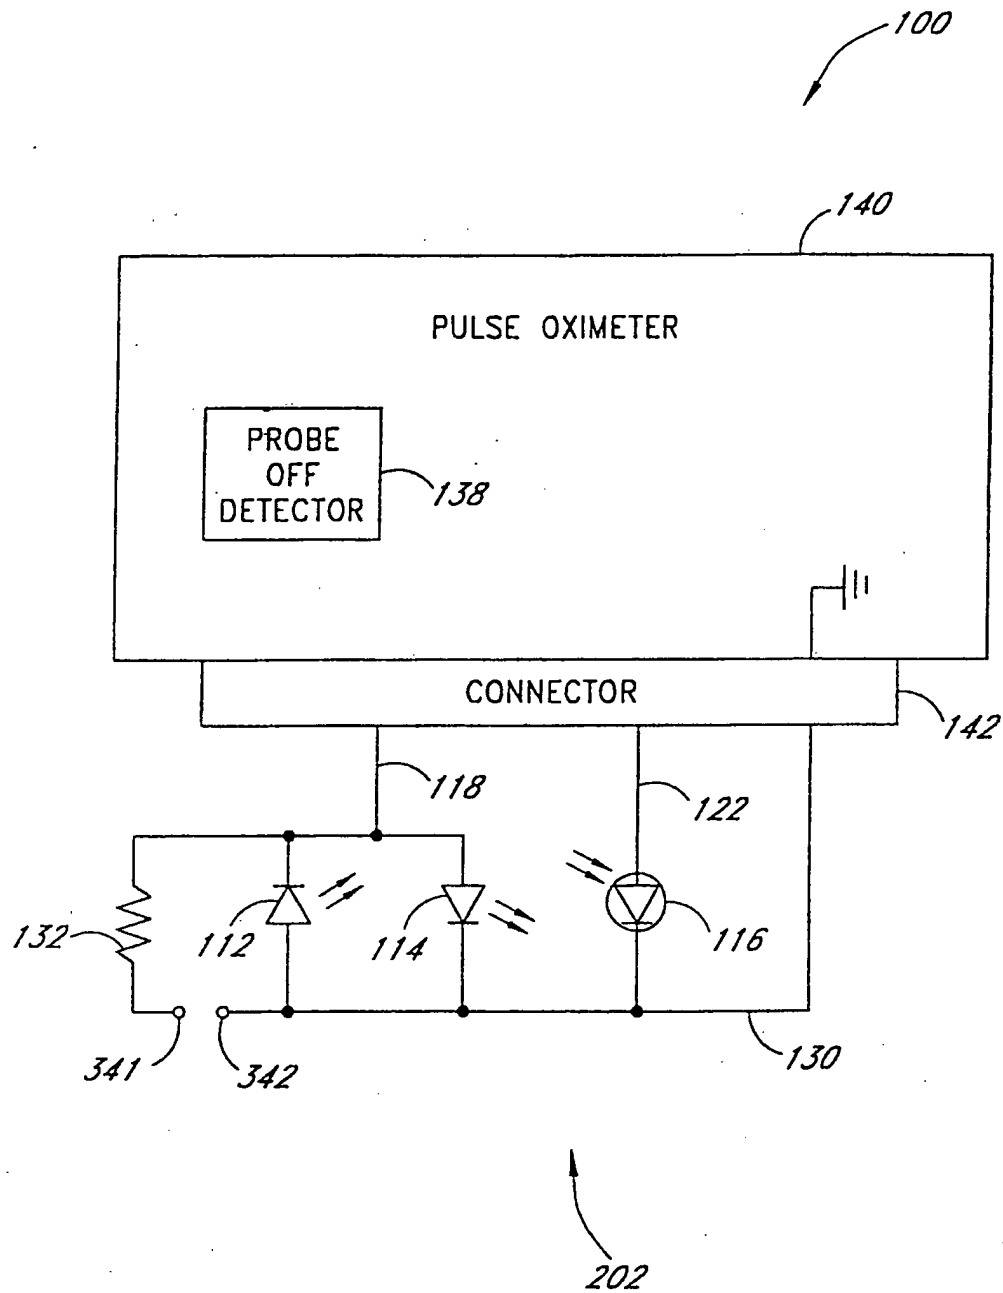 100
140
PULSE OXIMETER
PROBE
OFF
DETECTOR
138
CONNECTOR
142
118
122
132
112
114
116
341
342
130
202